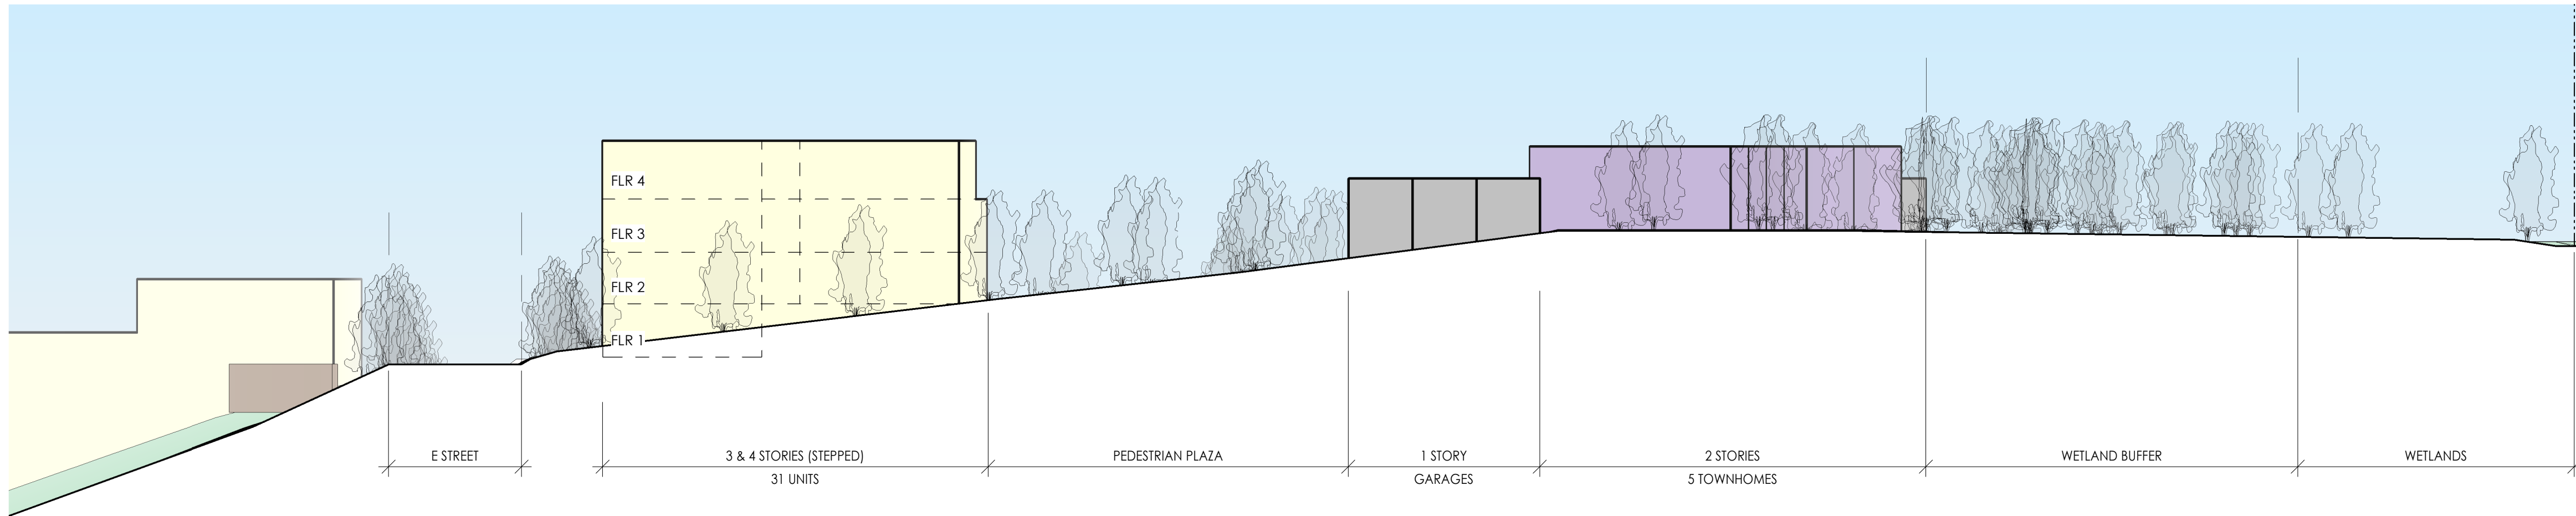 FLR 4
FLR 3
FLR 2
FLR 1
E STREET
3 & 4 STORIES (STEPPED)
31 UNITS
PEDESTRIAN PLAZA
1 STORY
GARAGES
2 STORIES
5 TOWNHOMES
WETLAND BUFFER
WETLANDS